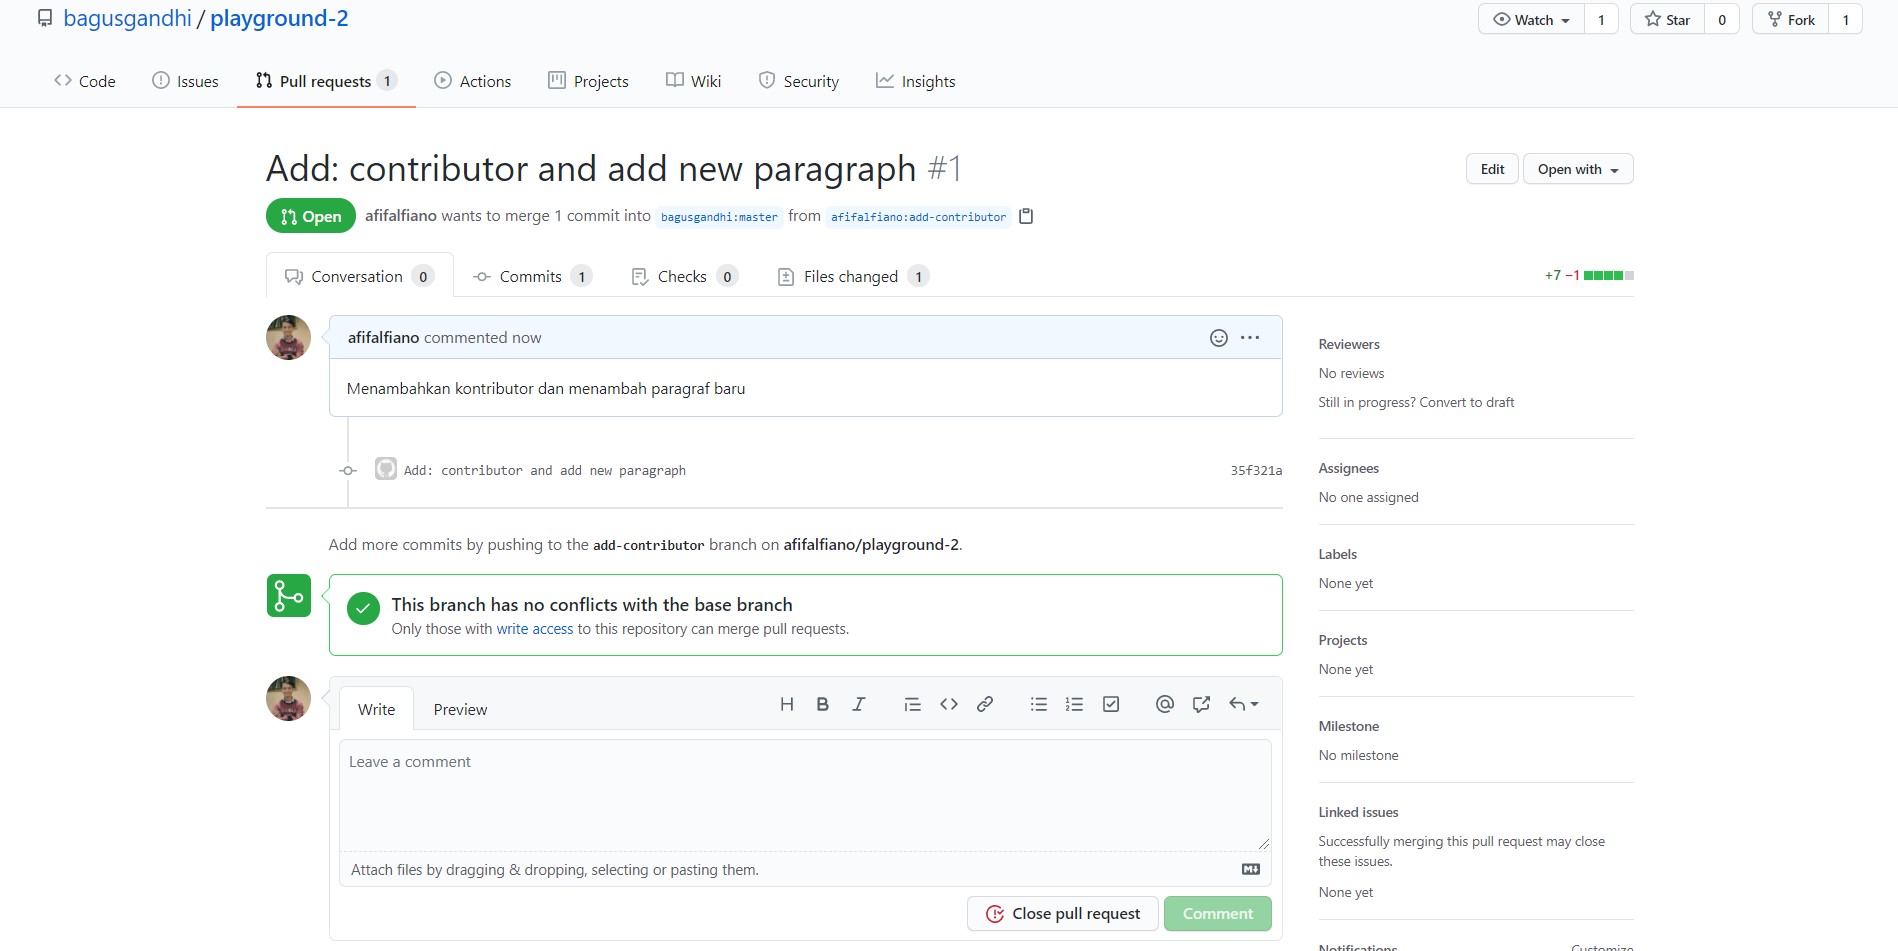 bagusgandhi / playground-2
Watch 1 Star 0 Fork 1
Code Issues Pull requests 1 Actions Projects Wiki Security Insights
Add: contributor and add new paragraph #1
Edit Open with
Open afifalfiano wants to merge 1 commit into bagusgandhi:master from afifalfiano:add-contributor
Conversation 0 Commits 1 Checks 0 Files changed 1
+7 −1
afifalfiano commented now
Menambahkan kontributor dan menambah paragraf baru
Add: contributor and add new paragraph 35f321a
Add more commits by pushing to the add-contributor branch on afifalfiano/playground-2.
This branch has no conflicts with the base branch
Only those with write access to this repository can merge pull requests.
Write Preview
Leave a comment
Attach files by dragging & dropping, selecting or pasting them.
Close pull request Comment
Reviewers
No reviews
Still in progress? Convert to draft
Assignees
No one assigned
Labels
None yet
Projects
None yet
Milestone
No milestone
Linked issues
Successfully merging this pull request may close
these issues.
None yet
Notifications Customize